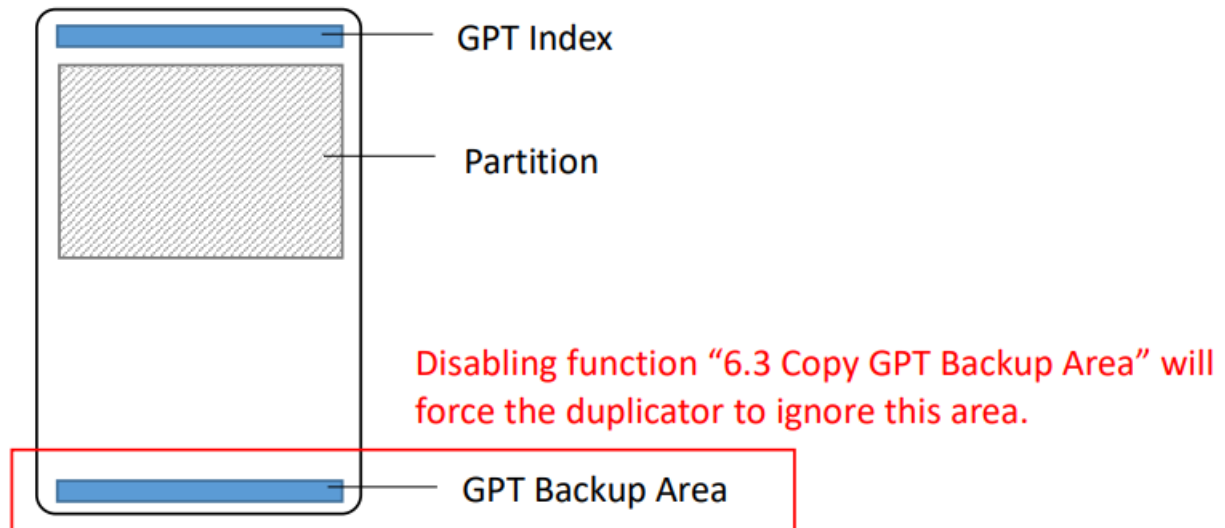 GPT Index
Partition
Disabling function “6.3 Copy GPT Backup Area” will
force the duplicator to ignore this area.
GPT Backup Area